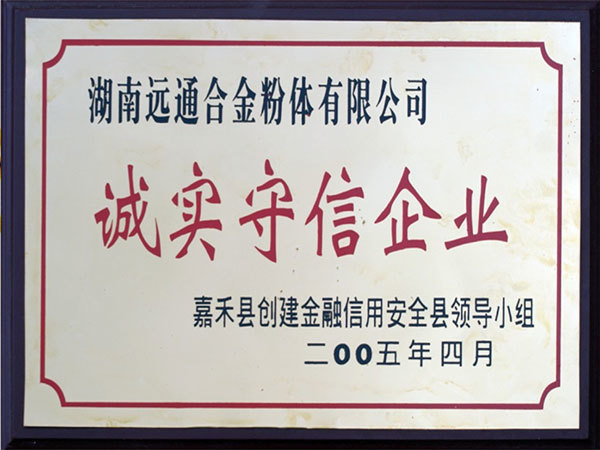 湖南远通合金粉体有限公司
诚实守信企业
嘉禾县创建金融信用安全县领导小组
二00五年四月